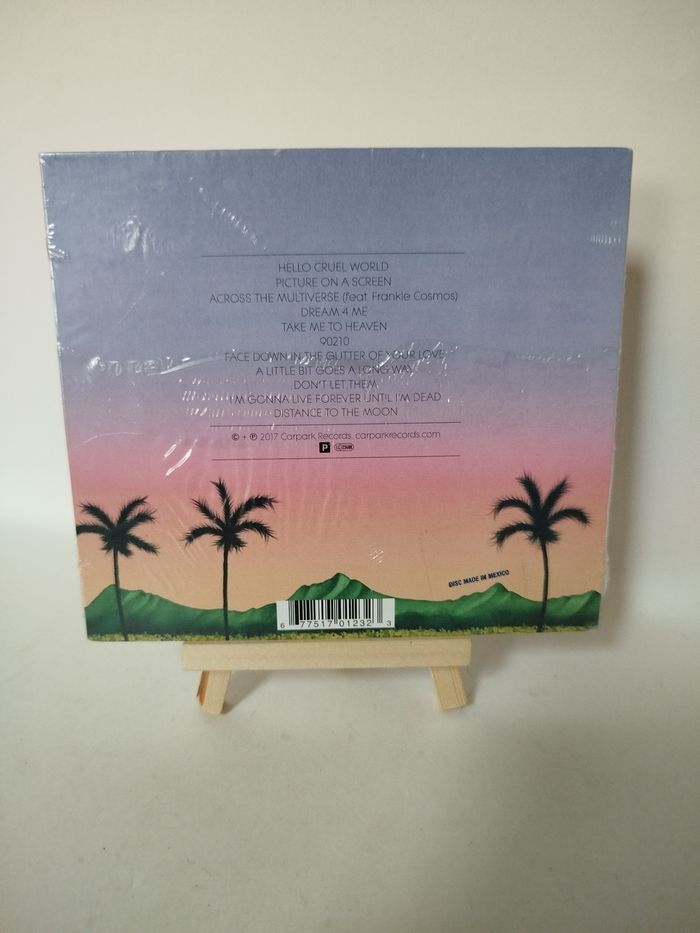 HELLO CRUEL WORLD
PICTURE ON A SCREEN
ACROSS THE MULTIVERSE (feat. Frankie Cosmos)
DREAM 4 ME
TAKE ME TO HEAVEN
90210
FACE DOWN IN THE GUTTER OF YOUR LOVE
A LITTLE BIT GOES A LONG WAY
DON'T LET THEM
I'M GONNA LIVE FOREVER UNTIL I'M DEAD
DISTANCE TO THE MOON
© + ℗ 2017 Carpark Records. carparkrecords.com
P
DISC MADE IN MEXICO
6 77517 01232 3